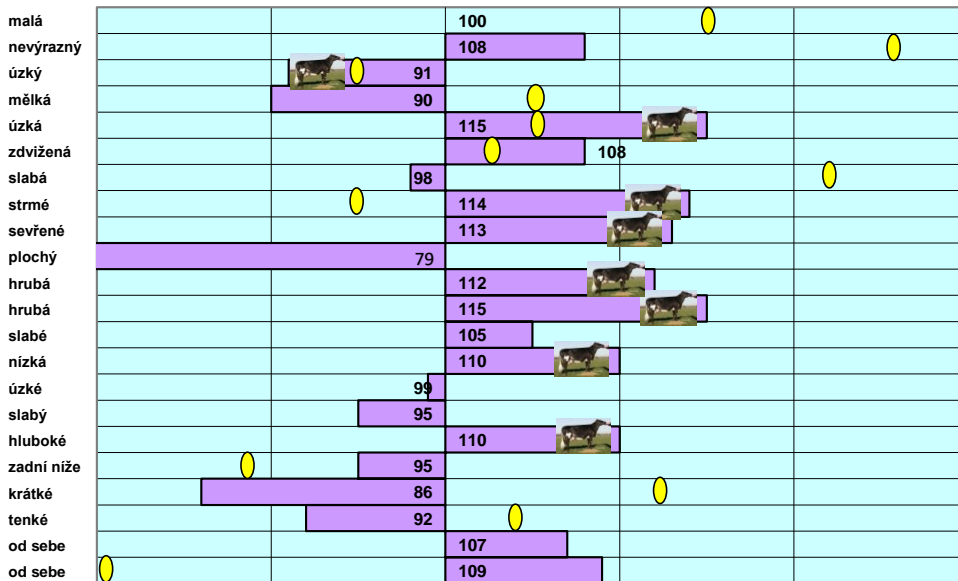 malá 100
nevýrazný 108
úzký 91
mělká 90
úzká 115
zdvižená 108
slabá 98
strmé 114
sevřené 113
plochý 79
hrubá 112
hrubá 115
slabé 105
nízká 110
úzké 99
slabý 95
hluboké 110
zadní níže 95
krátké 86
tenké 92
od sebe 107
od sebe 109